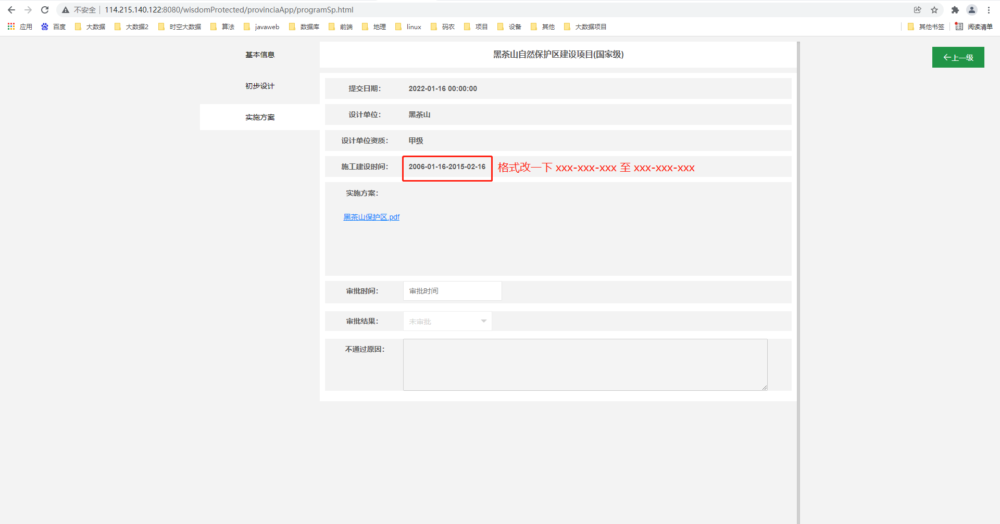 不安全 114.215.140.122:8080/wisdomProtected/provinciaApp/programSp.html
应用 百度 大数据 大数据2 时空大数据 算法 javaweb 数据库 前端 地理 linux 码农 项目 设备 其他 大数据项目 其他书签 阅读清单
基本信息
初步设计
实施方案
黑茶山自然保护区建设项目(国家级)
←上一级
提交日期: 2022-01-16 00:00:00
设计单位: 黑茶山
设计单位资质: 甲级
施工建设时间: 2006-01-16-2015-02-16 格式改一下 xxx-xxx-xxx 至 xxx-xxx-xxx
实施方案:
黑茶山保护区.pdf
审批时间: 审批时间
审批结果: 未审批
不通过原因: